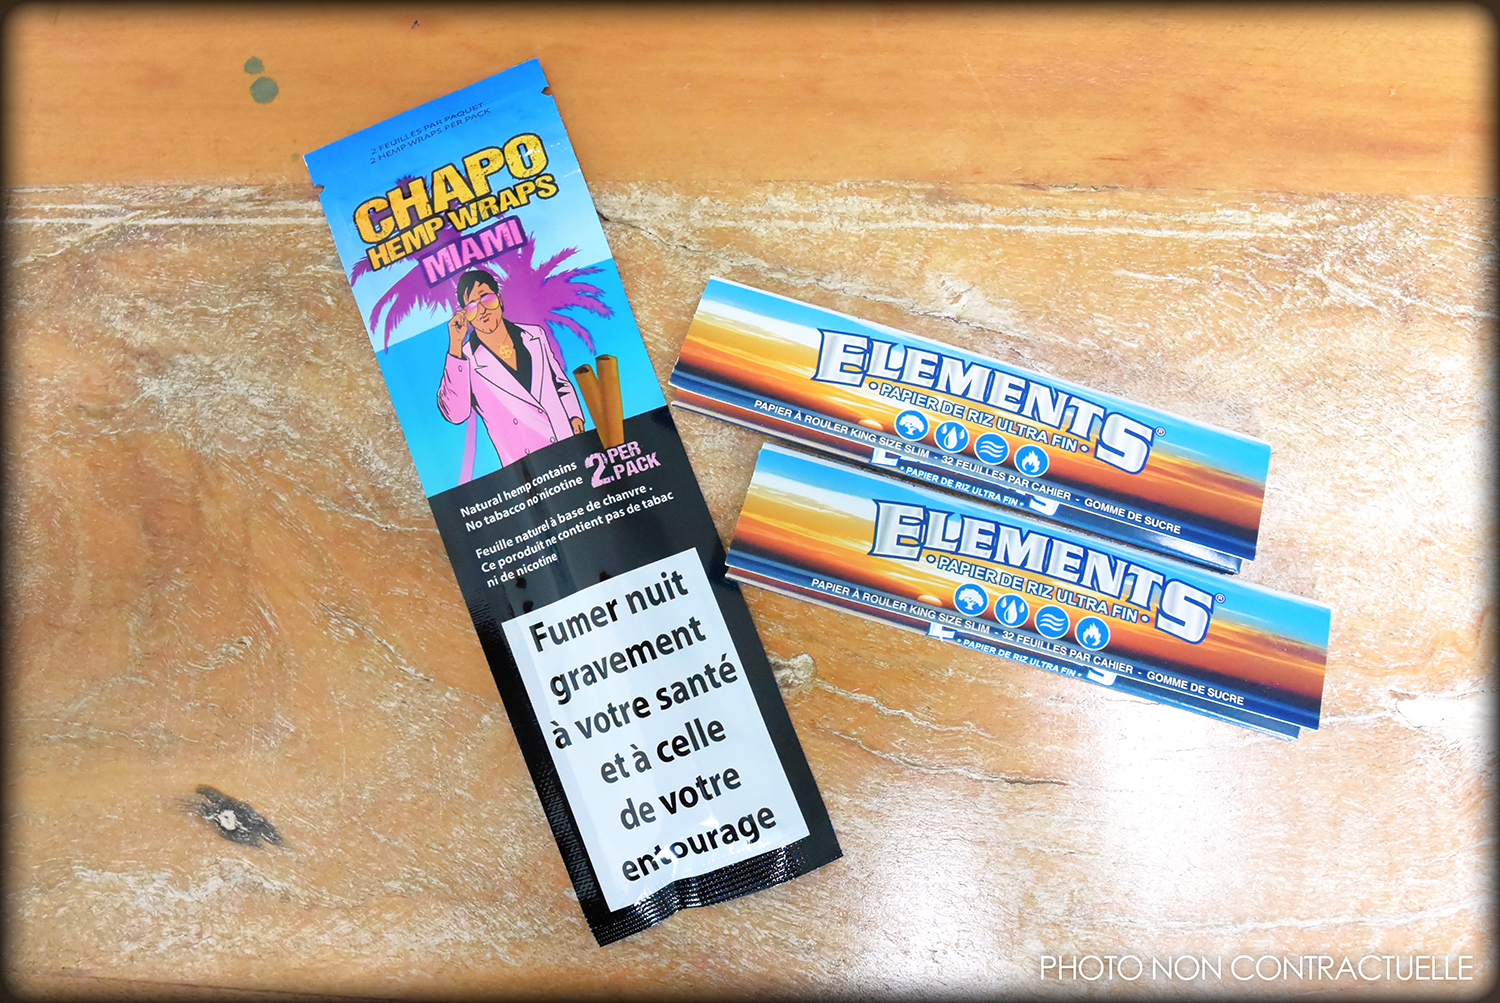 2 FEUILLES PAR PAQUET
2 HEMP WRAPS PER PACK
CHAPO
HEMP WRAPS
MIAMI
2 PER
PACK
Natural hemp contains
No tabacco no nicotine
Feuille naturel à base de chanvre .
Ce poroduit ne contient pas de tabac
ni de nicotine
Fumer nuit
gravement
à votre santé
et à celle
de votre
entourage
ELEMENTS®
• PAPIER DE RIZ ULTRA FIN •
PAPIER À ROULER KING SIZE SLIM - 32 FEUILLES PAR CAHIER - GOMME DE SUCRE
• PAPIER DE RIZ ULTRA FIN •
ELEMENTS®
• PAPIER DE RIZ ULTRA FIN •
PAPIER À ROULER KING SIZE SLIM - 32 FEUILLES PAR CAHIER - GOMME DE SUCRE
• PAPIER DE RIZ ULTRA FIN •
PHOTO NON CONTRACTUELLE